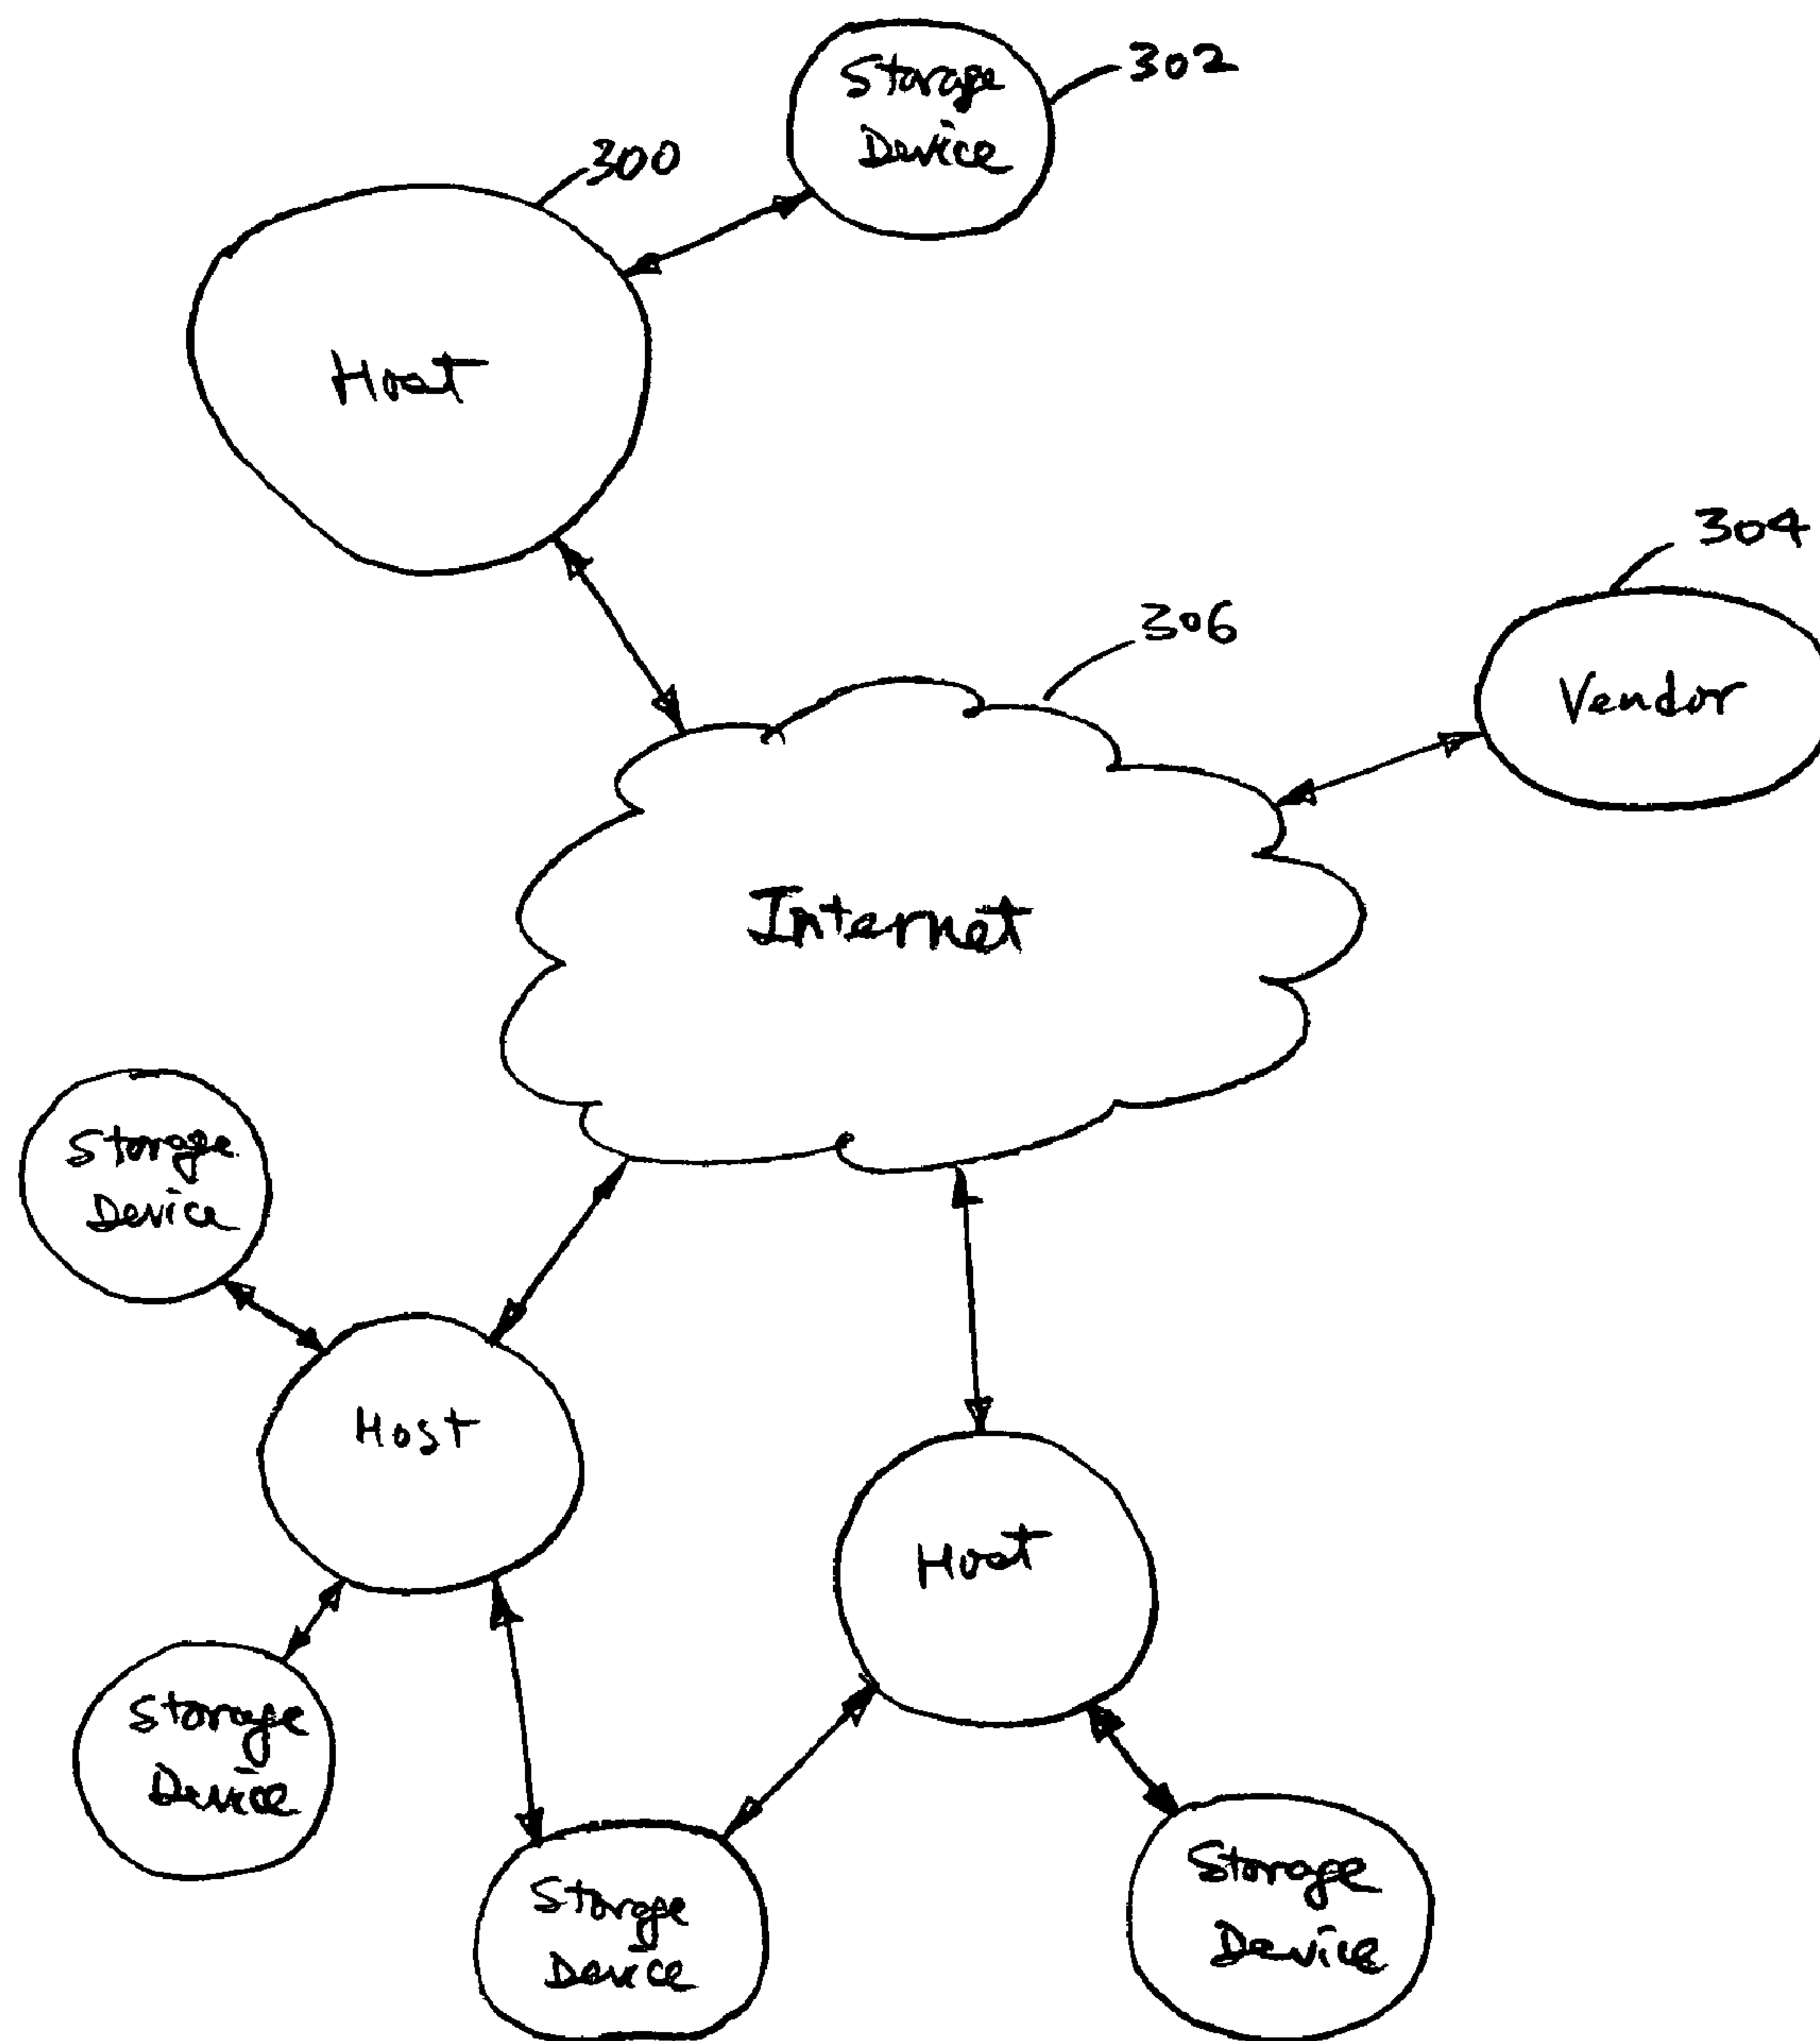 302
Storage
Device
300
Host
304
306
Vendor
Internet
Storage
Device
Host
Host
Storage
Device
Storage
Device
Storage
Device